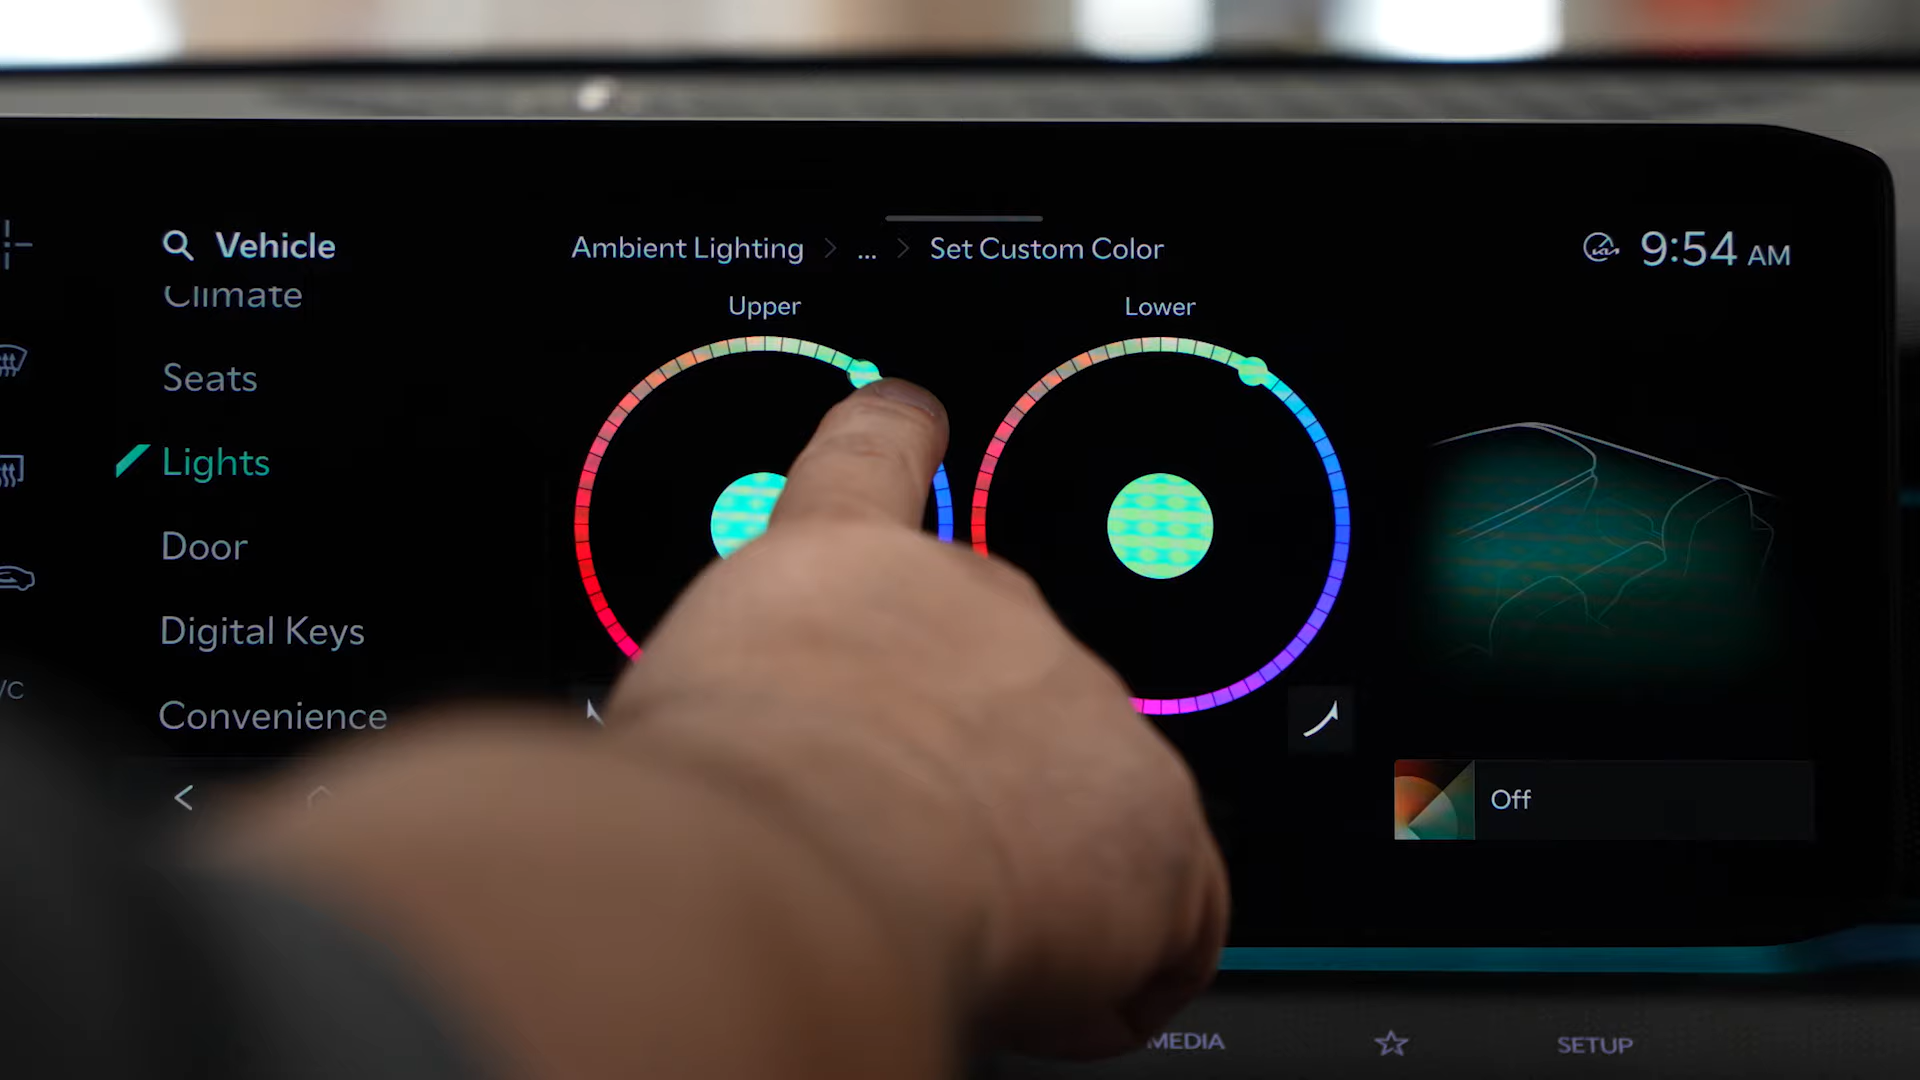 Vehicle
Climate
Seats
Lights
Door
Digital Keys
Convenience
Ambient Lighting > ... > Set Custom Color
9:54 AM
Upper
Lower
Off
MEDIA
SETUP